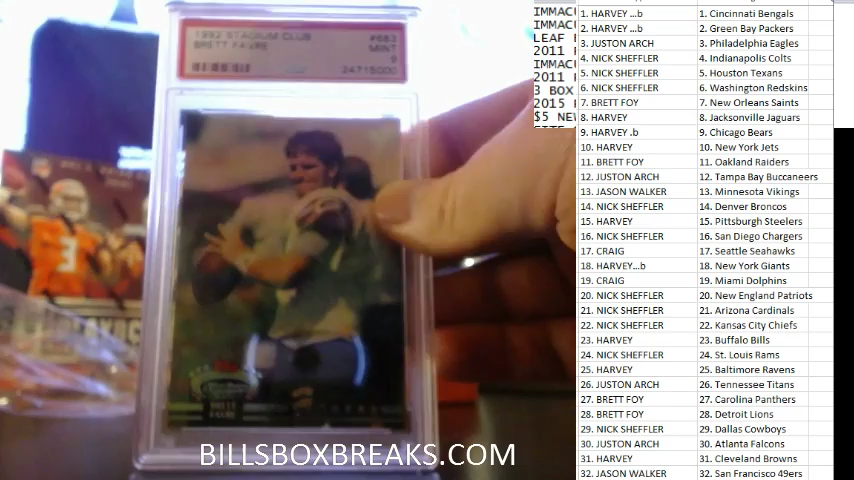 1992 STADIUM CLUB #683
BRETT FAVRE MINT
9
24715000
BILLSBOXBREAKS.COM
IMMACU
IMMACU
LEAF
2011
IMMACU
2011
3 BOX
2015
$5 NEW
1. HARVEY ...b 1. Cincinnati Bengals
2. HARVEY ...b 2. Green Bay Packers
3. JUSTON ARCH 3. Philadelphia Eagles
4. NICK SHEFFLER 4. Indianapolis Colts
5. NICK SHEFFLER 5. Houston Texans
6. NICK SHEFFLER 6. Washington Redskins
7. BRETT FOY 7. New Orleans Saints
8. HARVEY 8. Jacksonville Jaguars
9. HARVEY .b 9. Chicago Bears
10. HARVEY 10. New York Jets
11. BRETT FOY 11. Oakland Raiders
12. JUSTON ARCH 12. Tampa Bay Buccaneers
13. JASON WALKER 13. Minnesota Vikings
14. NICK SHEFFLER 14. Denver Broncos
15. HARVEY 15. Pittsburgh Steelers
16. NICK SHEFFLER 16. San Diego Chargers
17. CRAIG 17. Seattle Seahawks
18. HARVEY...b 18. New York Giants
19. CRAIG 19. Miami Dolphins
20. NICK SHEFFLER 20. New England Patriots
21. NICK SHEFFLER 21. Arizona Cardinals
22. NICK SHEFFLER 22. Kansas City Chiefs
23. HARVEY 23. Buffalo Bills
24. NICK SHEFFLER 24. St. Louis Rams
25. HARVEY 25. Baltimore Ravens
26. JUSTON ARCH 26. Tennessee Titans
27. BRETT FOY 27. Carolina Panthers
28. BRETT FOY 28. Detroit Lions
29. NICK SHEFFLER 29. Dallas Cowboys
30. JUSTON ARCH 30. Atlanta Falcons
31. HARVEY 31. Cleveland Browns
32. JASON WALKER 32. San Francisco 49ers